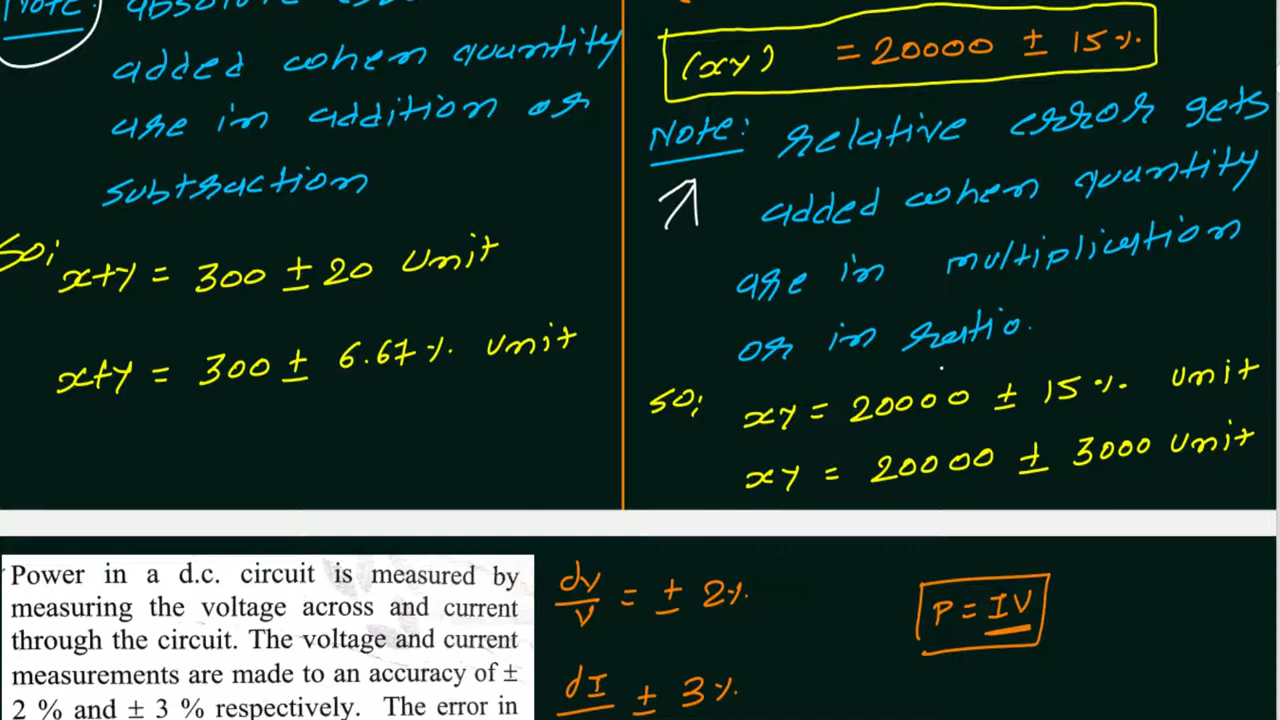 Note: absolute
added when quantity
are in addition or
subtraction
So; x+y = 300 ± 20 Unit
x+y = 300 ± 6.67 %. Unit
(xy) = 20000 ± 15 %.
Note: relative error gets
added when quantity
are in multiplication
or in ratio.
So; xy = 20000 ± 15 %. Unit
xy = 20000 ± 3000 Unit
Power in a d.c. circuit is measured by
measuring the voltage across and current
through the circuit. The voltage and current
measurements are made to an accuracy of ±
2 % and ± 3 % respectively. The error in
dV/V = ± 2%.
dI ± 3%.
P = IV